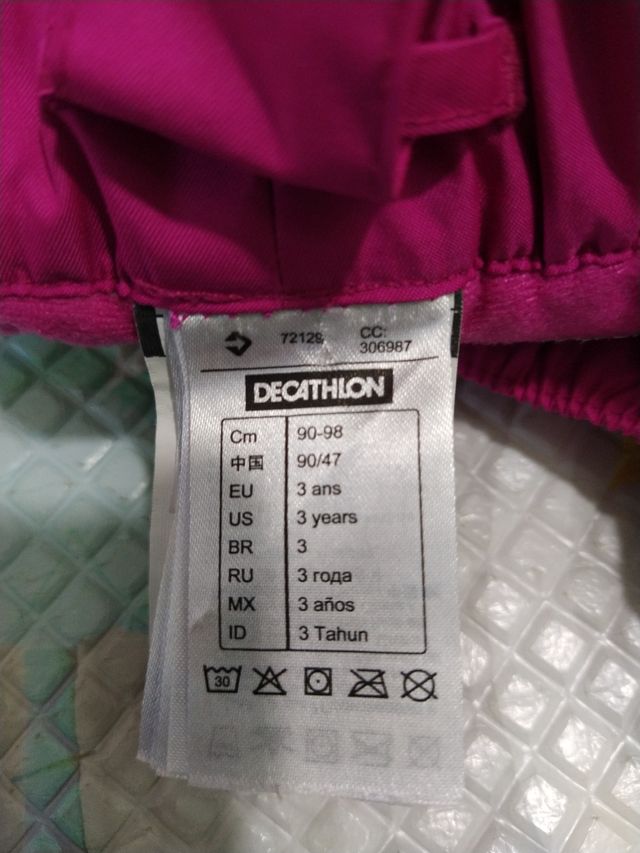 72129 CC:
306987
DECATHLON
Cm 90-98
中国 90/47
EU 3 ans
US 3 years
BR 3
RU 3 года
MX 3 años
ID 3 Tahun
30